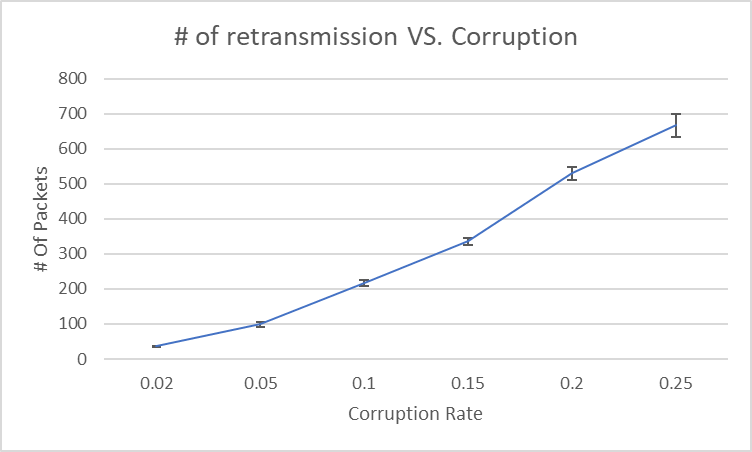 # of retransmission VS. Corruption
800
700
600
500
400
300
200
100
0
# Of Packets
0.02 0.05 0.1 0.15 0.2 0.25
Corruption Rate